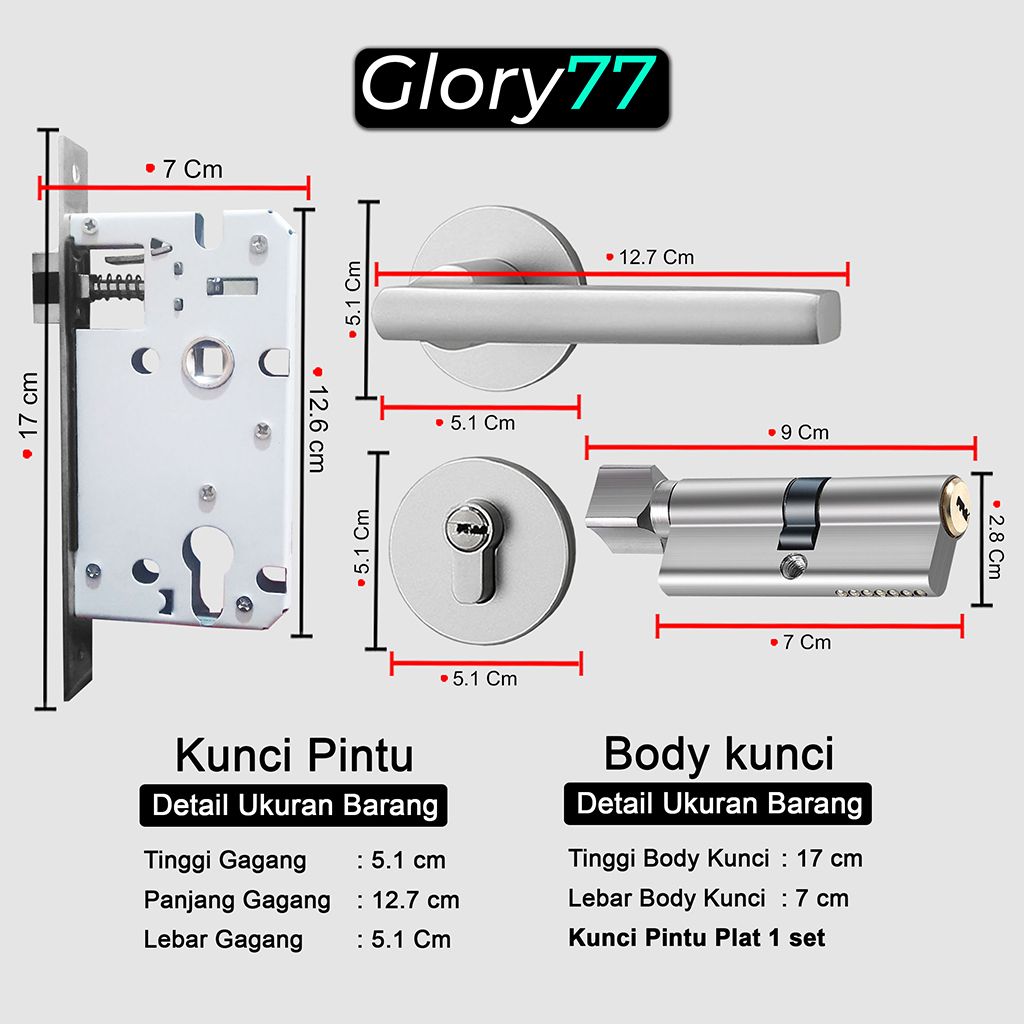 Glory77
7 Cm
17 cm
12.6 cm
12.7 Cm
5.1 Cm
5.1 Cm
9 Cm
5.1 Cm
2.8 Cm
7 Cm
5.1 Cm
Kunci Pintu
Detail Ukuran Barang
Tinggi Gagang : 5.1 cm
Panjang Gagang : 12.7 cm
Lebar Gagang : 5.1 Cm
Body kunci
Detail Ukuran Barang
Tinggi Body Kunci : 17 cm
Lebar Body Kunci : 7 cm
Kunci Pintu Plat 1 set